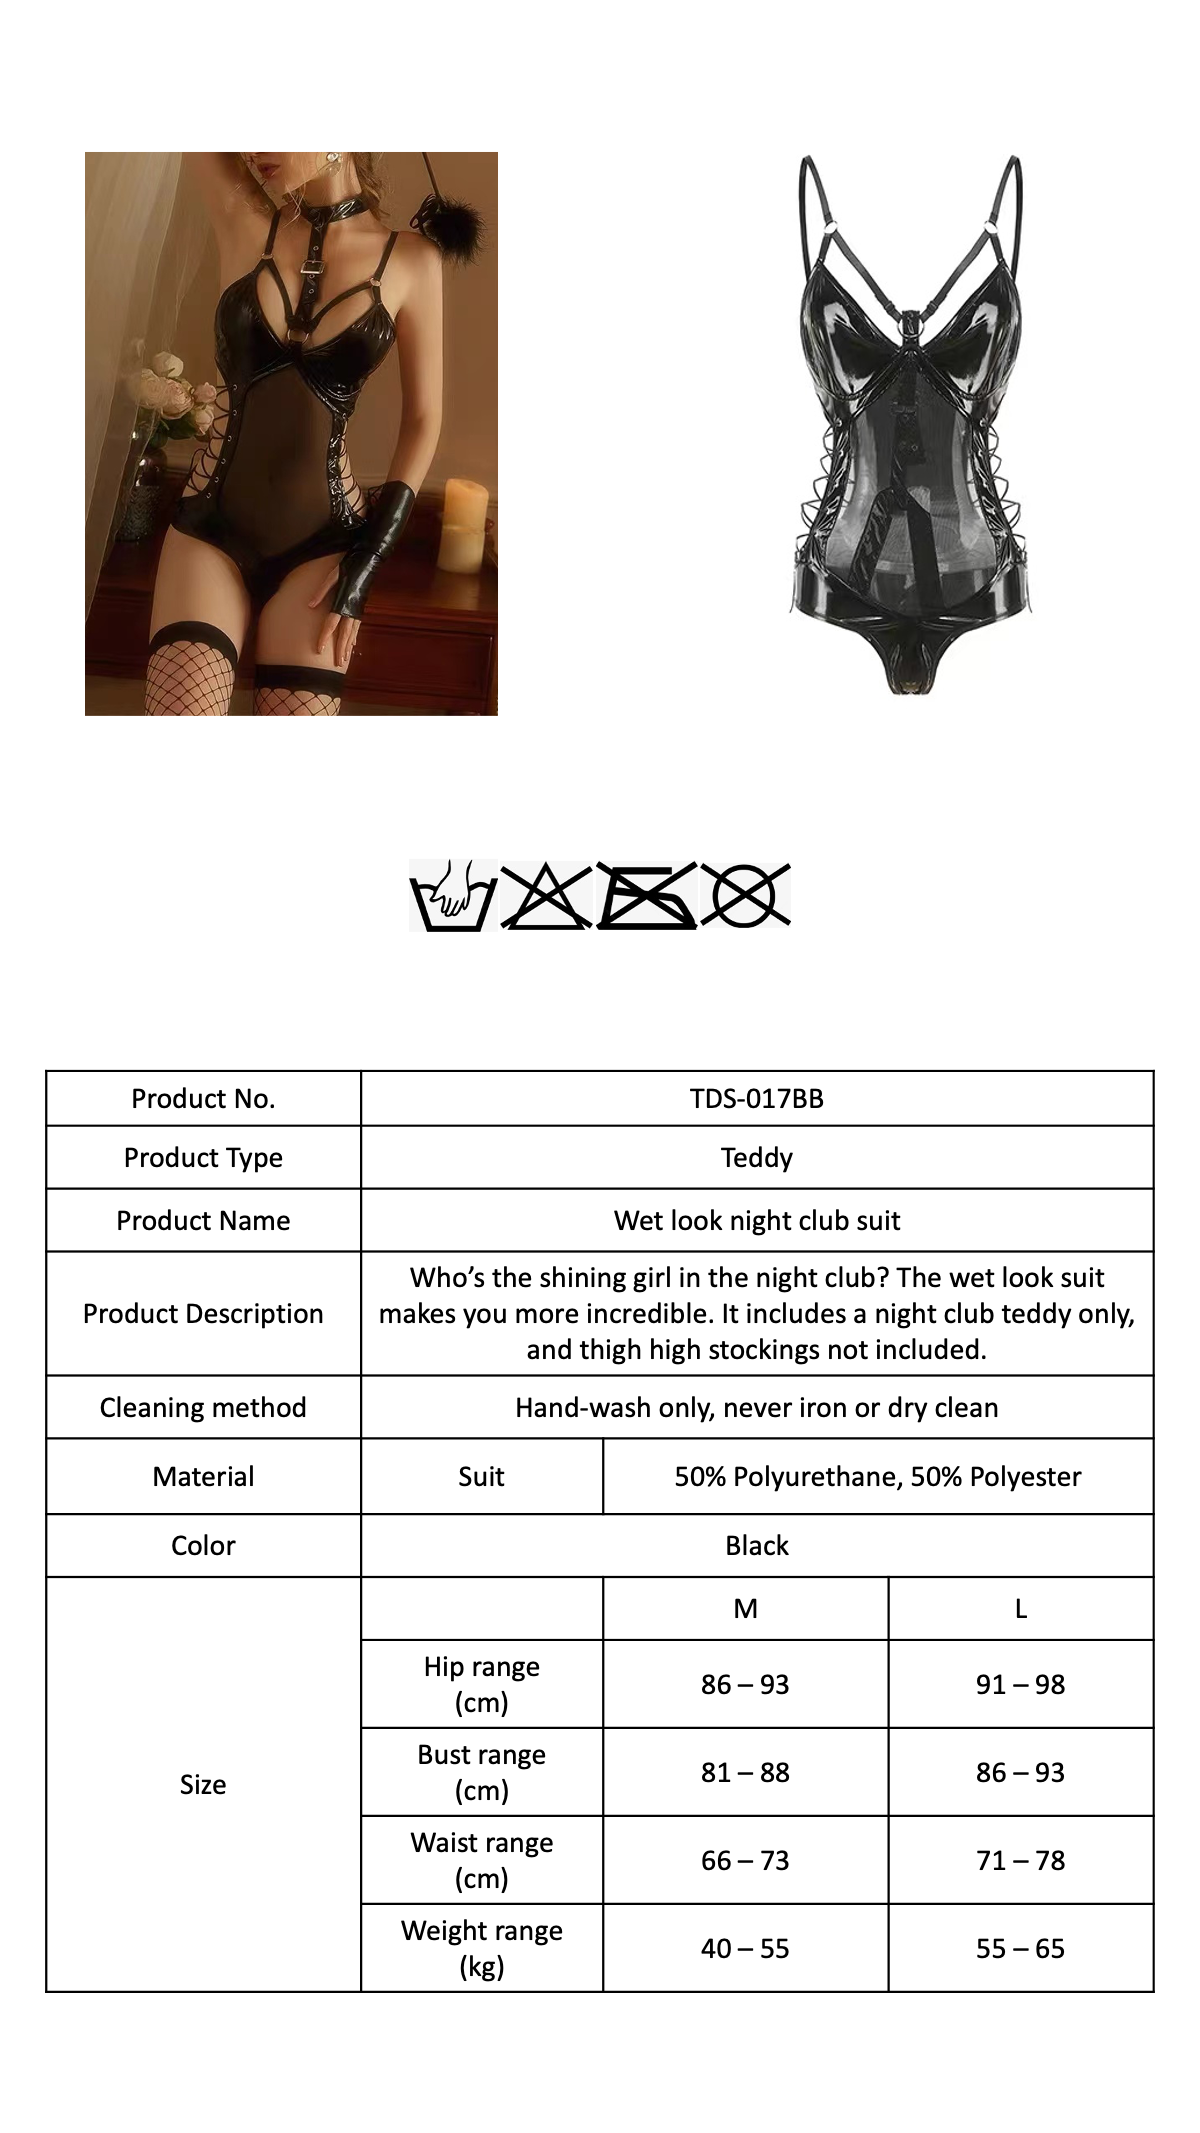 Product No.
TDS-017BB
Product Type
Teddy
Product Name
Wet look night club suit
Product Description
Who’s the shining girl in the night club? The wet look suit
makes you more incredible. It includes a night club teddy only,
and thigh high stockings not included.
Cleaning method
Hand-wash only, never iron or dry clean
Material
Suit
50% Polyurethane, 50% Polyester
Color
Black
Size
M
L
Hip range
(cm)
86 – 93
91 – 98
Bust range
(cm)
81 – 88
86 – 93
Waist range
(cm)
66 – 73
71 – 78
Weight range
(kg)
40 – 55
55 – 65